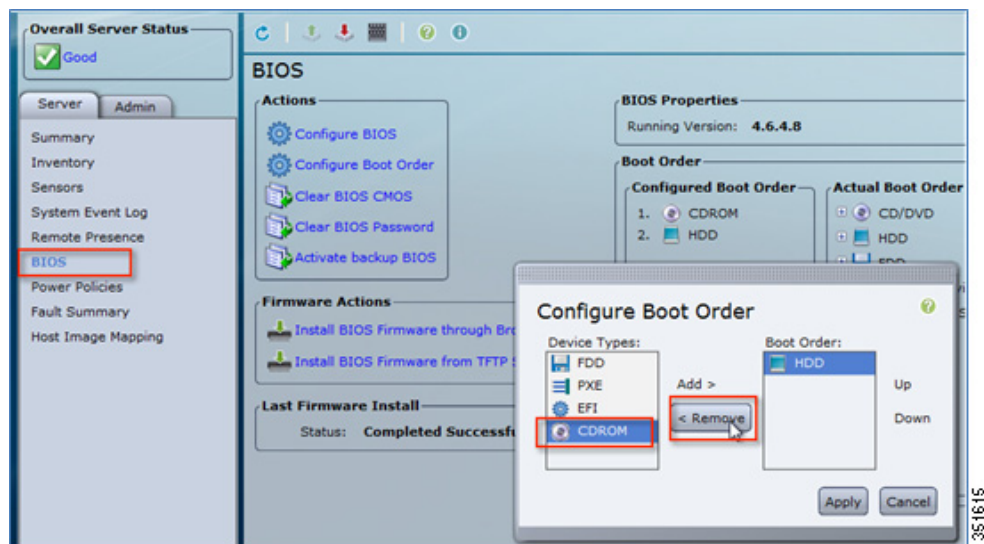 Overall Server Status
Good
Server Admin
Summary
Inventory
Sensors
System Event Log
Remote Presence
BIOS
Power Policies
Fault Summary
Host Image Mapping
BIOS
Actions
Configure BIOS
Configure Boot Order
Clear BIOS CMOS
Clear BIOS Password
Activate backup BIOS
Firmware Actions
Install BIOS Firmware through Bro
Install BIOS Firmware from TFTP S
Last Firmware Install
Status: Completed Successfu
BIOS Properties
Running Version: 4.6.4.8
Boot Order
Configured Boot Order
1. CDROM
2. HDD
Actual Boot Order
CD/DVD
HDD
FDD
Configure Boot Order
Device Types:
FDD
PXE
EFI
CDROM
Add >
< Remove
Boot Order:
HDD
Up
Down
Apply Cancel
351615